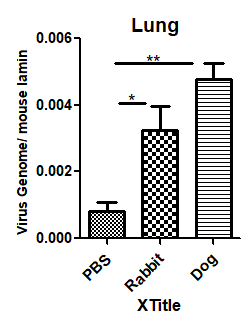 Lung
Virus Genome/ mouse lamin
0.006
0.004
0.002
0.000
**
*
PBS
Rabbit
Dog
XTitle